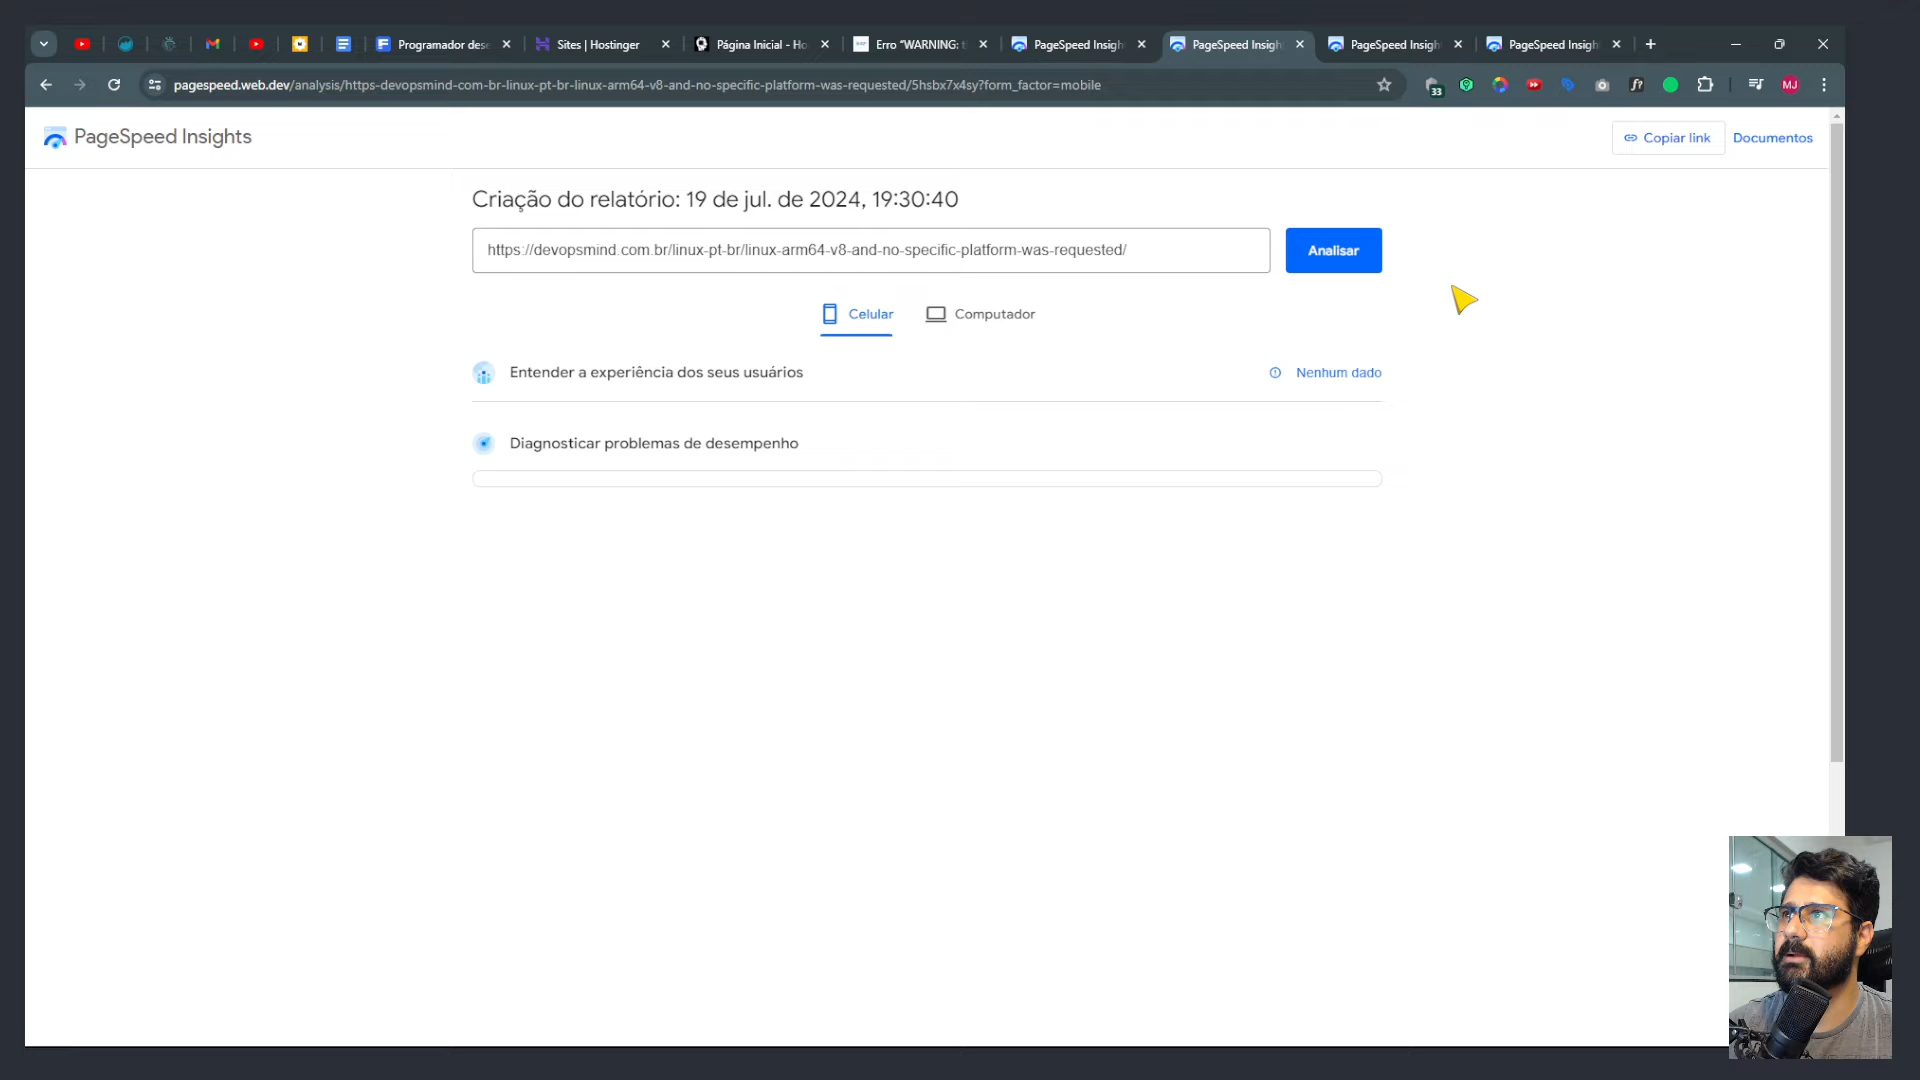 Programador dese
Sites | Hostinger
Página Inicial - Ho
Erro “WARNING: t
PageSpeed Insigh
PageSpeed Insigh
PageSpeed Insigh
PageSpeed Insigh
pagespeed.web.dev/analysis/https-devopsmind-com-br-linux-pt-br-linux-arm64-v8-and-no-specific-platform-was-requested/5hsbx7x4sy?form_factor=mobile
33
f?
MJ
PageSpeed Insights
Copiar link
Documentos
Criação do relatório: 19 de jul. de 2024, 19:30:40
https://devopsmind.com.br/linux-pt-br/linux-arm64-v8-and-no-specific-platform-was-requested/
Analisar
Celular
Computador
Entender a experiência dos seus usuários
Nenhum dado
Diagnosticar problemas de desempenho